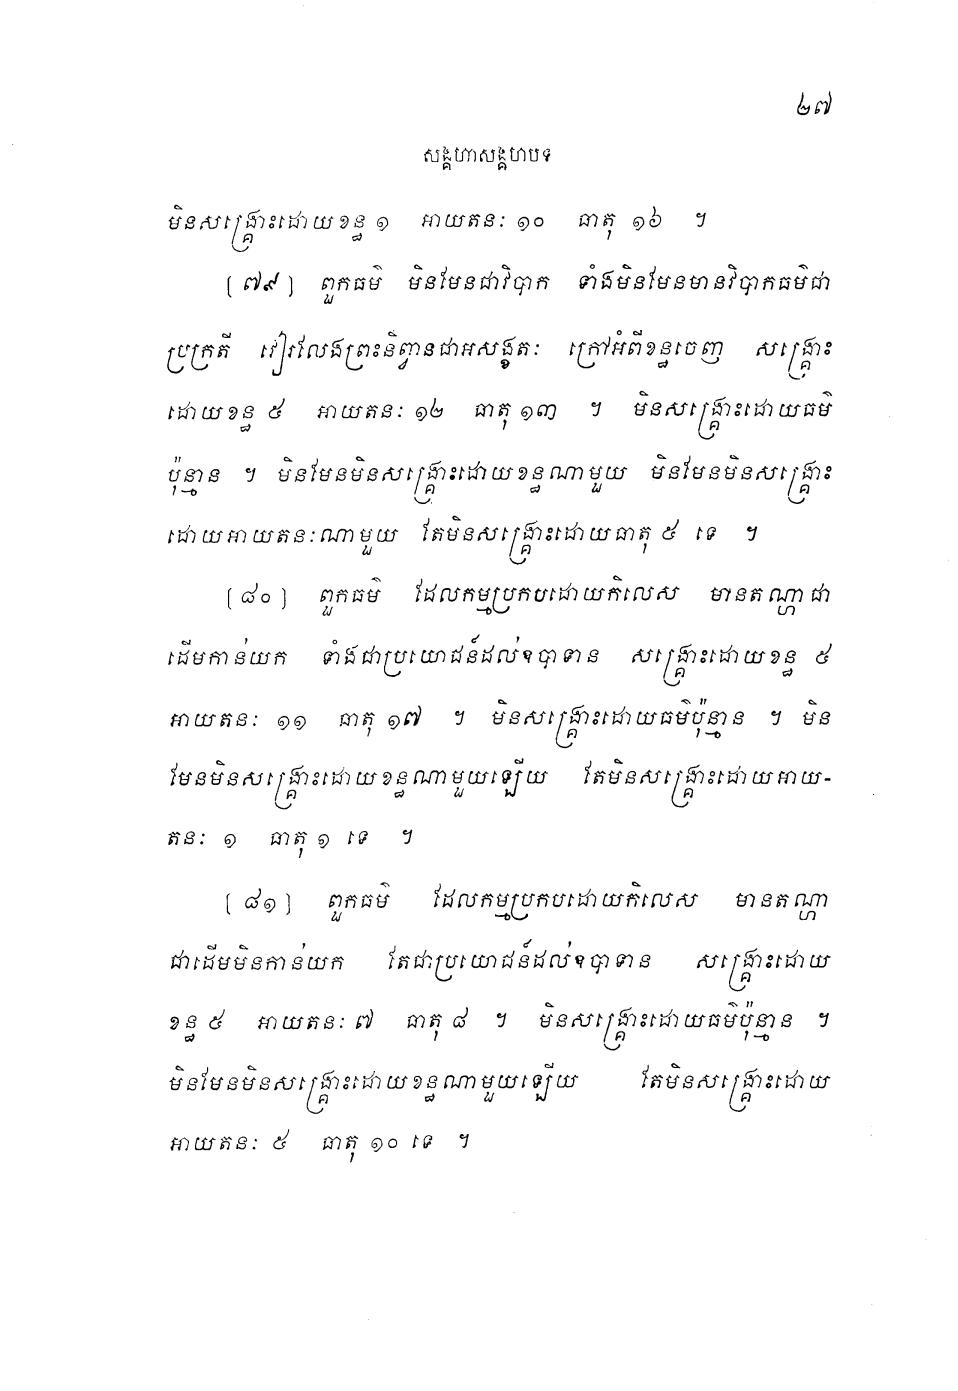 ២៧
សង្គហាសង្គហបទ
មិនសង្គ្រោះដោយខន្ធ ១ អាយតនៈ ១០ ធាតុ ១៦ ។
[ ៧៩ ] ពួកធម៌ មិនមែនជាវិបាក ទាំងមិនមែនមានវិបាកធម៌ជា
ប្រក្រតី វៀរលែងព្រះនិព្វានជាអសង្ខតៈ ក្រៅអំពីខន្ធចេញ សង្គ្រោះ
ដោយខន្ធ ៥ អាយតនៈ ១២ ធាតុ ១៣ ។ មិនសង្គ្រោះដោយធម៌
ប៉ុន្មាន ។ មិនមែនមិនសង្គ្រោះដោយខន្ធណាមួយ មិនមែនមិនសង្គ្រោះ
ដោយអាយតនៈណាមួយ តែមិនសង្គ្រោះដោយធាតុ ៥ ទេ ។
[ ៨០ ] ពួកធម៌ ដែលកម្មប្រកបដោយកិលេស មានតណ្ហាជា
ដើមកាន់យក ទាំងជាប្រយោជន៍ដល់ឧបាទាន សង្គ្រោះដោយខន្ធ ៥
អាយតនៈ ១១ ធាតុ ១៧ ។ មិនសង្គ្រោះដោយធម៌ប៉ុន្មាន ។ មិន
មែនមិនសង្គ្រោះដោយខន្ធណាមួយឡើយ តែមិនសង្គ្រោះដោយអាយ-
តនៈ ១ ធាតុ ១ ទេ ។
[ ៨១ ] ពួកធម៌ ដែលកម្មប្រកបដោយកិលេស មានតណ្ហា
ជាដើមមិនកាន់យក តែជាប្រយោជន៍ដល់ឧបាទាន សង្គ្រោះដោយ
ខន្ធ ៥ អាយតនៈ ៧ ធាតុ ៨ ។ មិនសង្គ្រោះដោយធម៌ប៉ុន្មាន ។
មិនមែនមិនសង្គ្រោះដោយខន្ធណាមួយឡើយ តែមិនសង្គ្រោះដោយ
អាយតនៈ ៥ ធាតុ ១០ ទេ ។